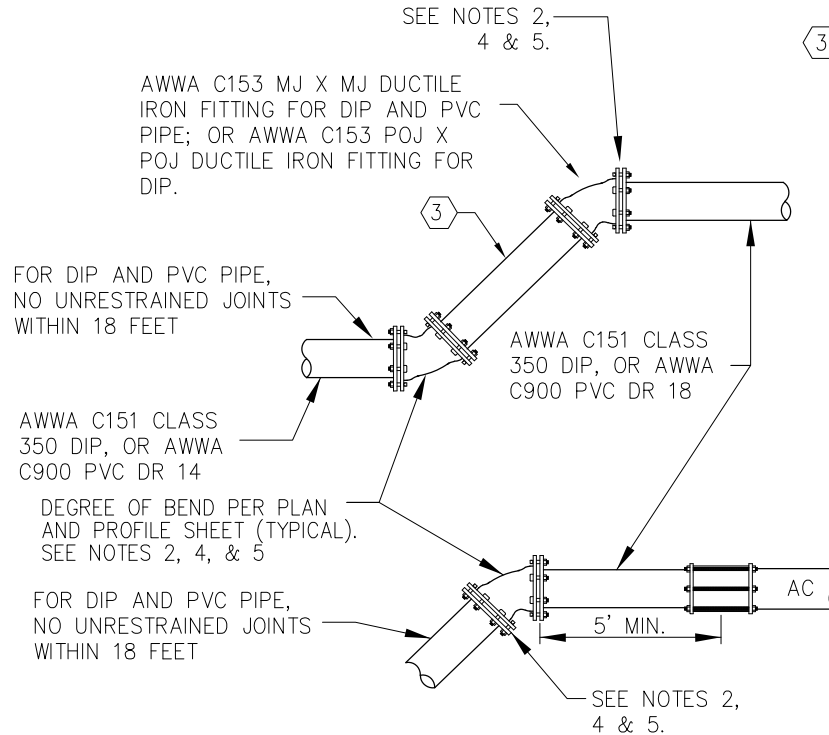 SEE NOTES 2,
4 & 5.
3
AWWA C153 MJ X MJ DUCTILE
IRON FITTING FOR DIP AND PVC
PIPE; OR AWWA C153 POJ X
POJ DUCTILE IRON FITTING FOR
DIP.
3
FOR DIP AND PVC PIPE,
NO UNRESTRAINED JOINTS
WITHIN 18 FEET
AWWA C151 CLASS
350 DIP, OR AWWA
C900 PVC DR 18
AWWA C151 CLASS
350 DIP, OR AWWA
C900 PVC DR 14
DEGREE OF BEND PER PLAN
AND PROFILE SHEET (TYPICAL).
SEE NOTES 2, 4, & 5
FOR DIP AND PVC PIPE,
NO UNRESTRAINED JOINTS
WITHIN 18 FEET
AC
5' MIN.
SEE NOTES 2,
4 & 5.